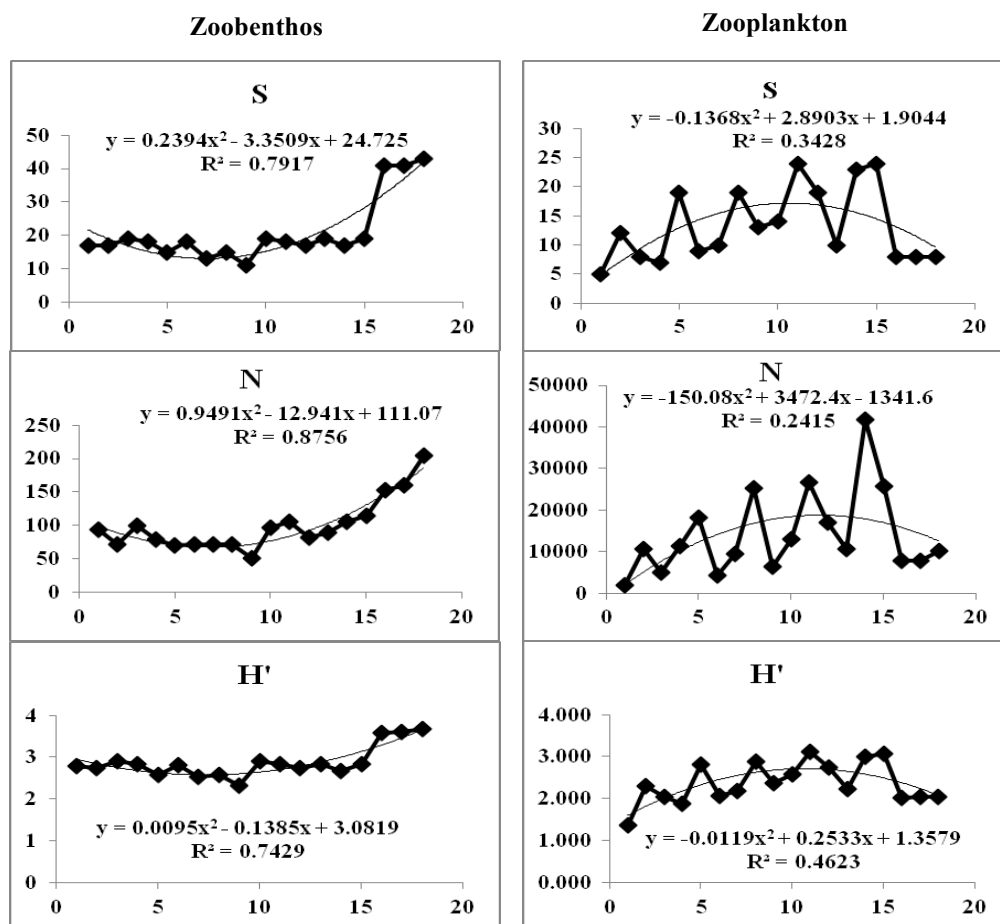 Zoobenthos
Zooplankton
S
y = 0.2394x² - 3.3509x + 24.725
R² = 0.7917
50
40
30
20
10
0
0 5 10 15 20
S
y = -0.1368x² + 2.8903x + 1.9044
R² = 0.3428
30
25
20
15
10
5
0
0 5 10 15 20
N
y = 0.9491x² - 12.941x + 111.07
R² = 0.8756
250
200
150
100
50
0
0 5 10 15 20
N
y = -150.08x² + 3472.4x - 1341.6
R² = 0.2415
50000
40000
30000
20000
10000
0
0 5 10 15 20
H'
4
3
2
1
0
y = 0.0095x² - 0.1385x + 3.0819
R² = 0.7429
0 5 10 15 20
H'
4.000
3.000
2.000
1.000
0.000
y = -0.0119x² + 0.2533x + 1.3579
R² = 0.4623
0 5 10 15 20